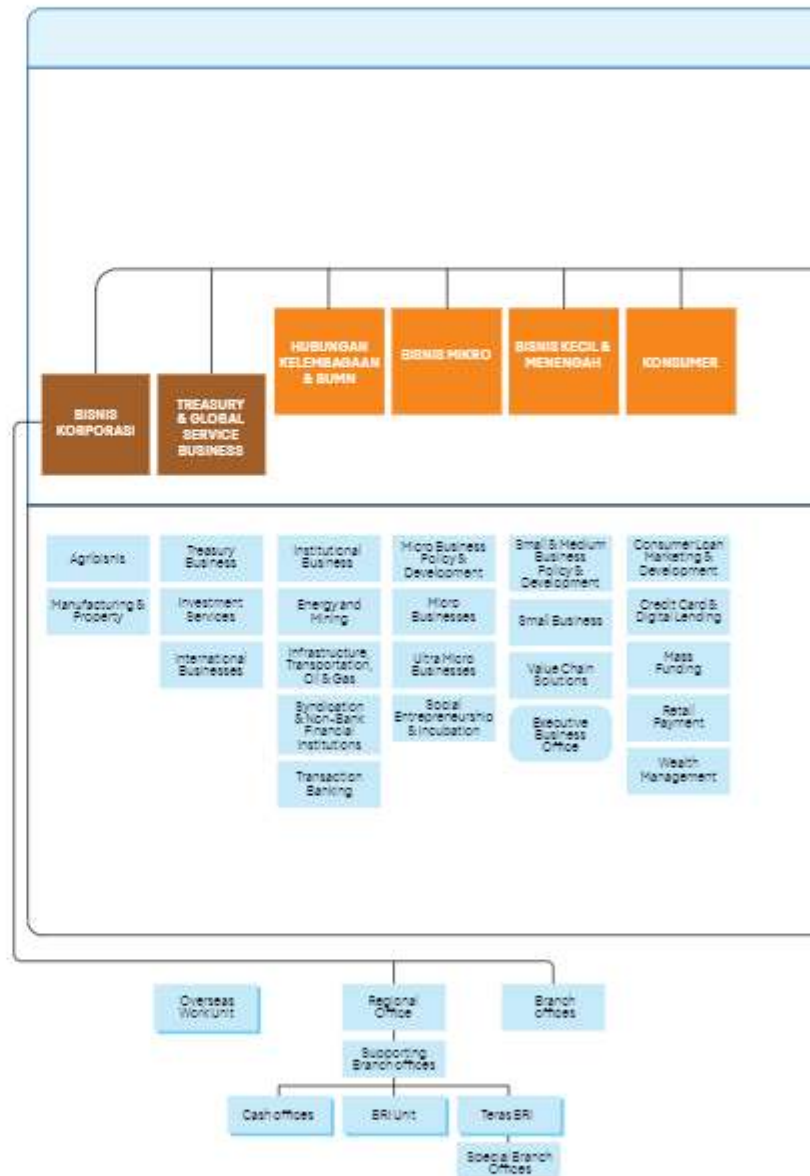 HUBUNGAN
KELEMBAGAAN
& BUMN
BISNIS MIKRO
BISNIS KECIL &
MENENGAH
KONSUMER
BISNIS
KORPORASI
TREASURY
& GLOBAL
SERVICE
BUSINESS
Agribisnis
Manufacturing &
Property
Treasury
Business
Investment
Services
International
Businesses
Institutional
Business
Energy and
Mining
Infrastructure,
Transportation,
Oil & Gas
Syndication
& Non-Bank
Financial
Institutions
Transaction
Banking
Micro Business
Policy &
Development
Micro
Businesses
Ultra Micro
Businesses
Social
Entrepreneurship
& Incubation
Small & Medium
Business
Policy &
Development
Small Business
Value Chain
Solutions
Executive
Business
Office
Consumer Loan
Marketing &
Development
Credit Card &
Digital Lending
Mass
Funding
Retail
Payment
Wealth
Management
Overseas
Work Unit
Regional
Office
Branch
offices
Supporting
Branch offices
Cash offices
BRI Unit
Teras BRI
Special Branch
Offices